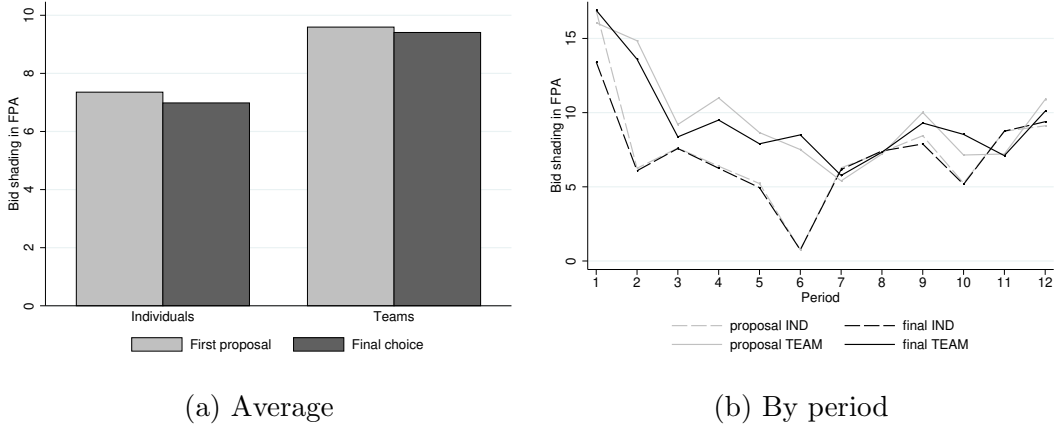 Bid shading in FPA
10
8
6
4
2
0
Individuals
Teams
First proposal
Final choice
(a) Average
Bid shading in FPA
15
10
5
0
1 2 3 4 5 6 7 8 9 10 11 12
Period
proposal IND
final IND
proposal TEAM
final TEAM
(b) By period